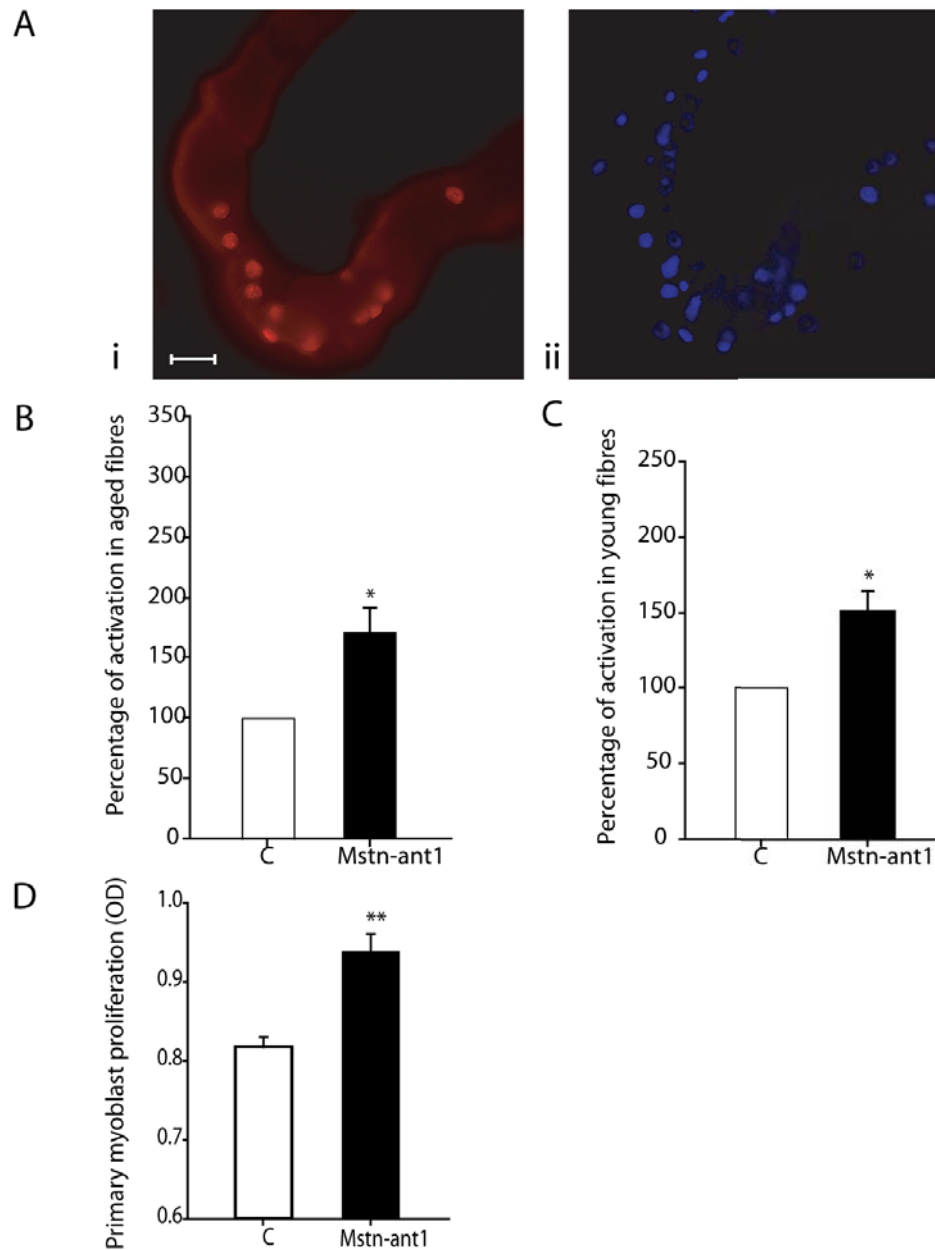 A
i
ii
B
Percentage of activation in aged fibres
350
300
250
200
150
100
50
0
*
C
Mstn-ant1
C
Percentage of activation in young fibres
250
200
150
100
50
0
*
C
Mstn-ant1
D
Primary myoblast proliferation (OD)
1.0
0.9
0.8
0.7
0.6
**
C
Mstn-ant1